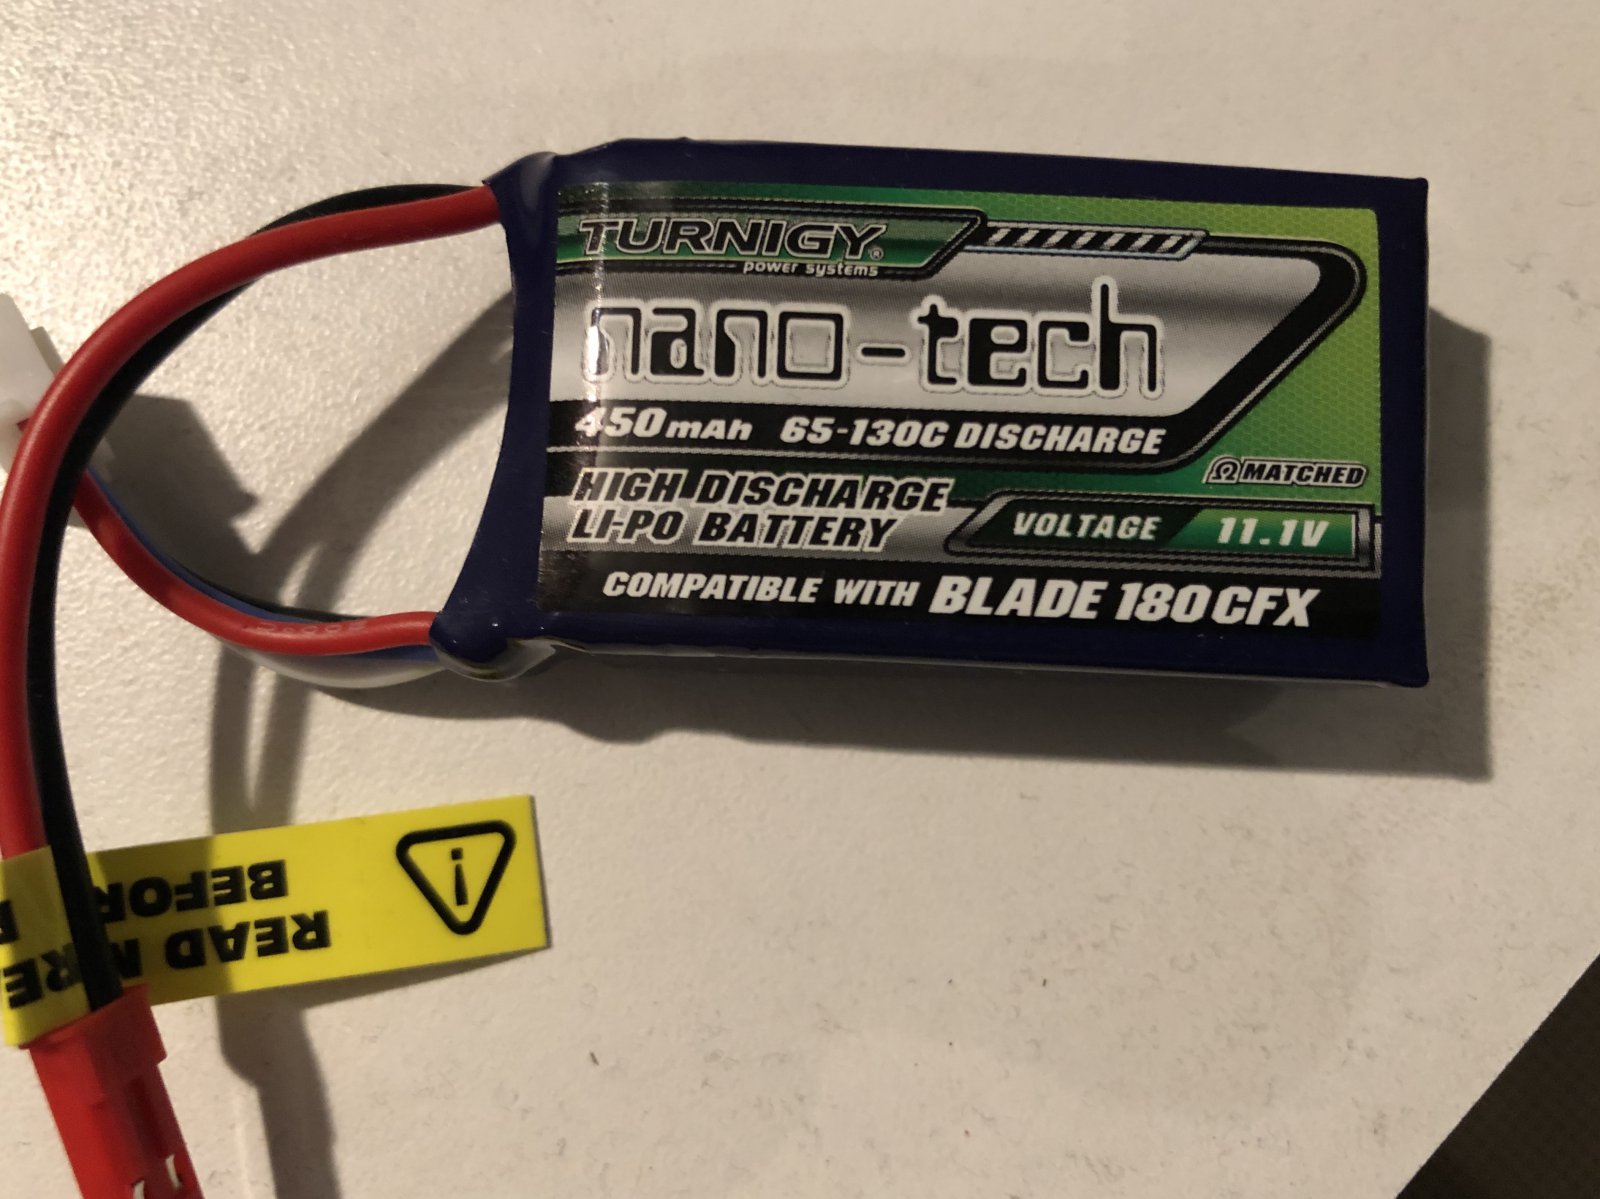 TURNIGY®
power systems
nano-tech
450mAh 65-130C DISCHARGE
Ω MATCHED
HIGH DISCHARGE
LI-PO BATTERY
VOLTAGE 11.1V
COMPATIBLE WITH BLADE 180CFX
READ